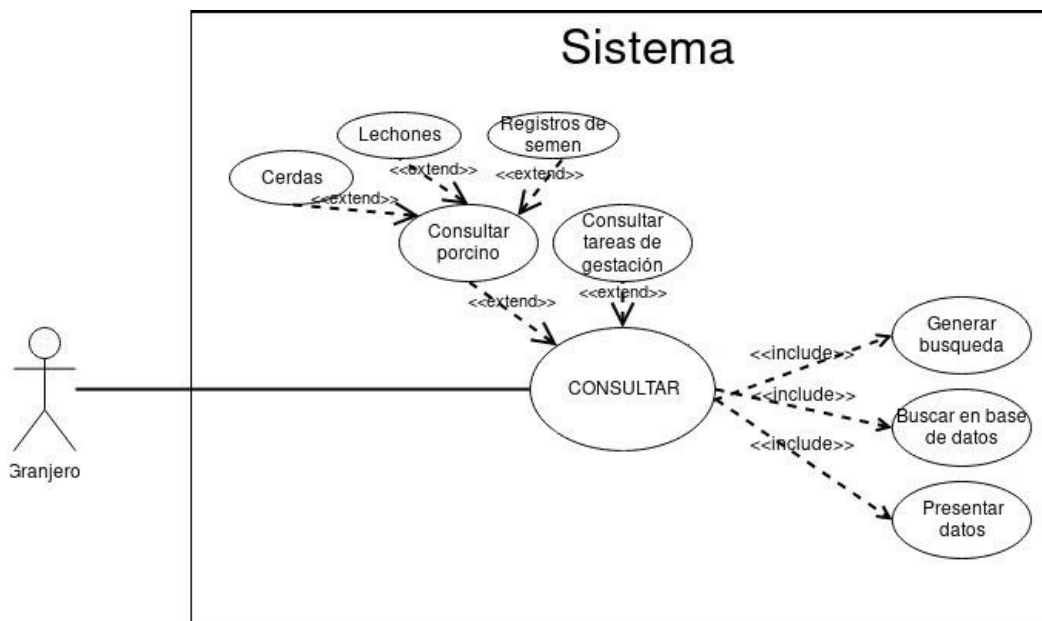 Sistema
Lechones
Registros de
semen
<<extend>>
<<extend>>
Cerdas
<<extend>>
Consultar
porcino
Consultar
tareas de
gestación
<<extend>>
<<extend>>
CONSULTAR
<<include>>
Generar
busqueda
<<include>>
Buscar en base
de datos
<<include>>
Presentar
datos
Granjero